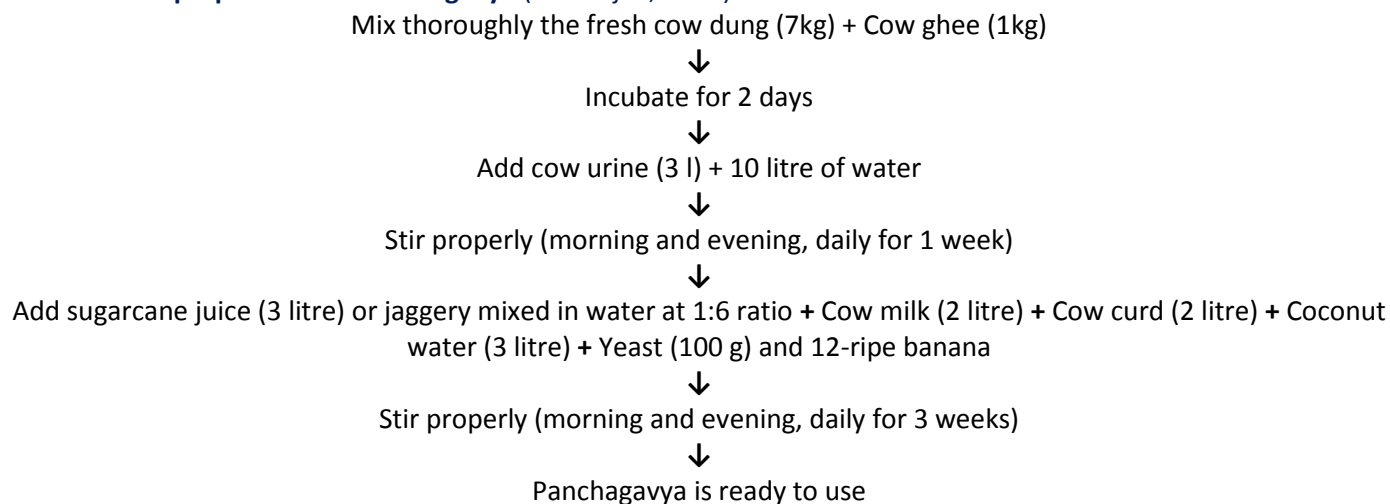 Mix thoroughly the fresh cow dung (7kg) + Cow ghee (1kg)
↓
Incubate for 2 days
↓
Add cow urine (3 l) + 10 litre of water
↓
Stir properly (morning and evening, daily for 1 week)
↓
Add sugarcane juice (3 litre) or jaggery mixed in water at 1:6 ratio + Cow milk (2 litre) + Cow curd (2 litre) + Coconut
water (3 litre) + Yeast (100 g) and 12-ripe banana
↓
Stir properly (morning and evening, daily for 3 weeks)
↓
Panchagavya is ready to use